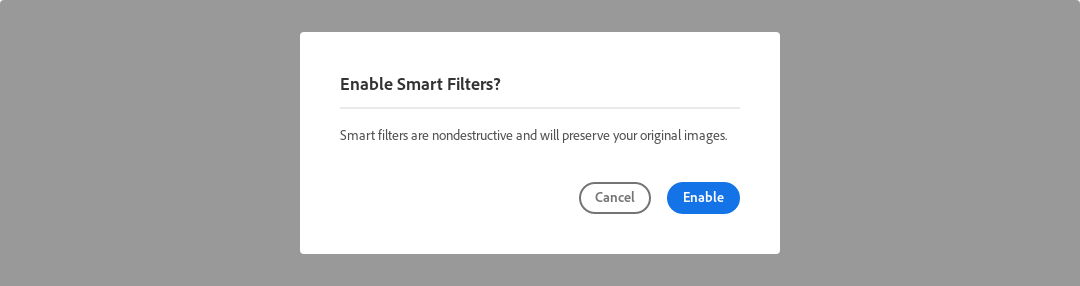 Enable Smart Filters?
Smart filters are nondestructive and will preserve your original images.
Cancel
Enable